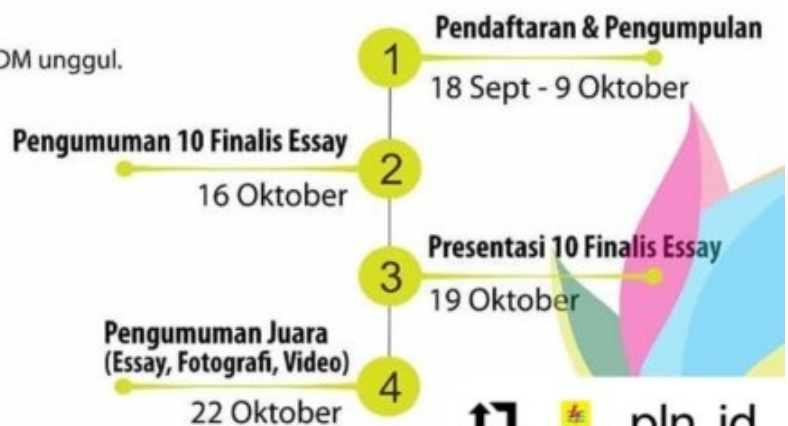 DM unggul.
1
Pendaftaran & Pengumpulan
18 Sept - 9 Oktober
Pengumuman 10 Finalis Essay
2
16 Oktober
Presentasi 10 Finalis Essay
3
19 Oktober
Pengumuman Juara
(Essay, Fotografi, Video)
4
22 Oktober
pln_id